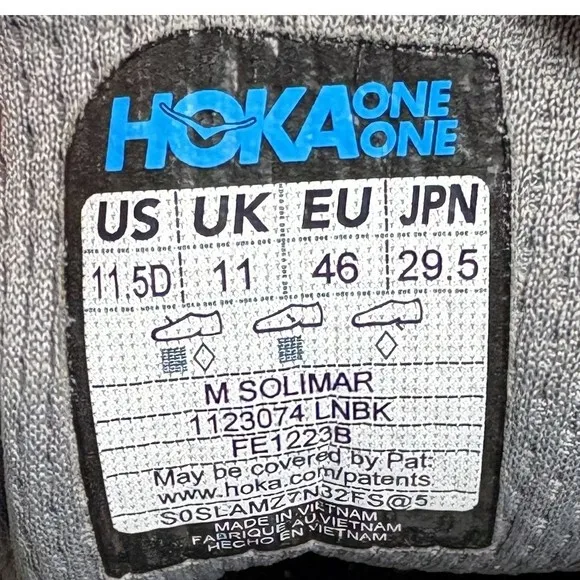 HOKA ONE ONE
US UK EU JPN
11.5D 11 46 29.5
M SOLIMAR
1123074 LNBK
FE1223B
May be covered by Pat:
www.hoka.com/patents
S0SLAMZ7N32FS@5
MADE IN VIETNAM
FABRIQUÉ AU VIETNAM
HECHO EN VIETNAM